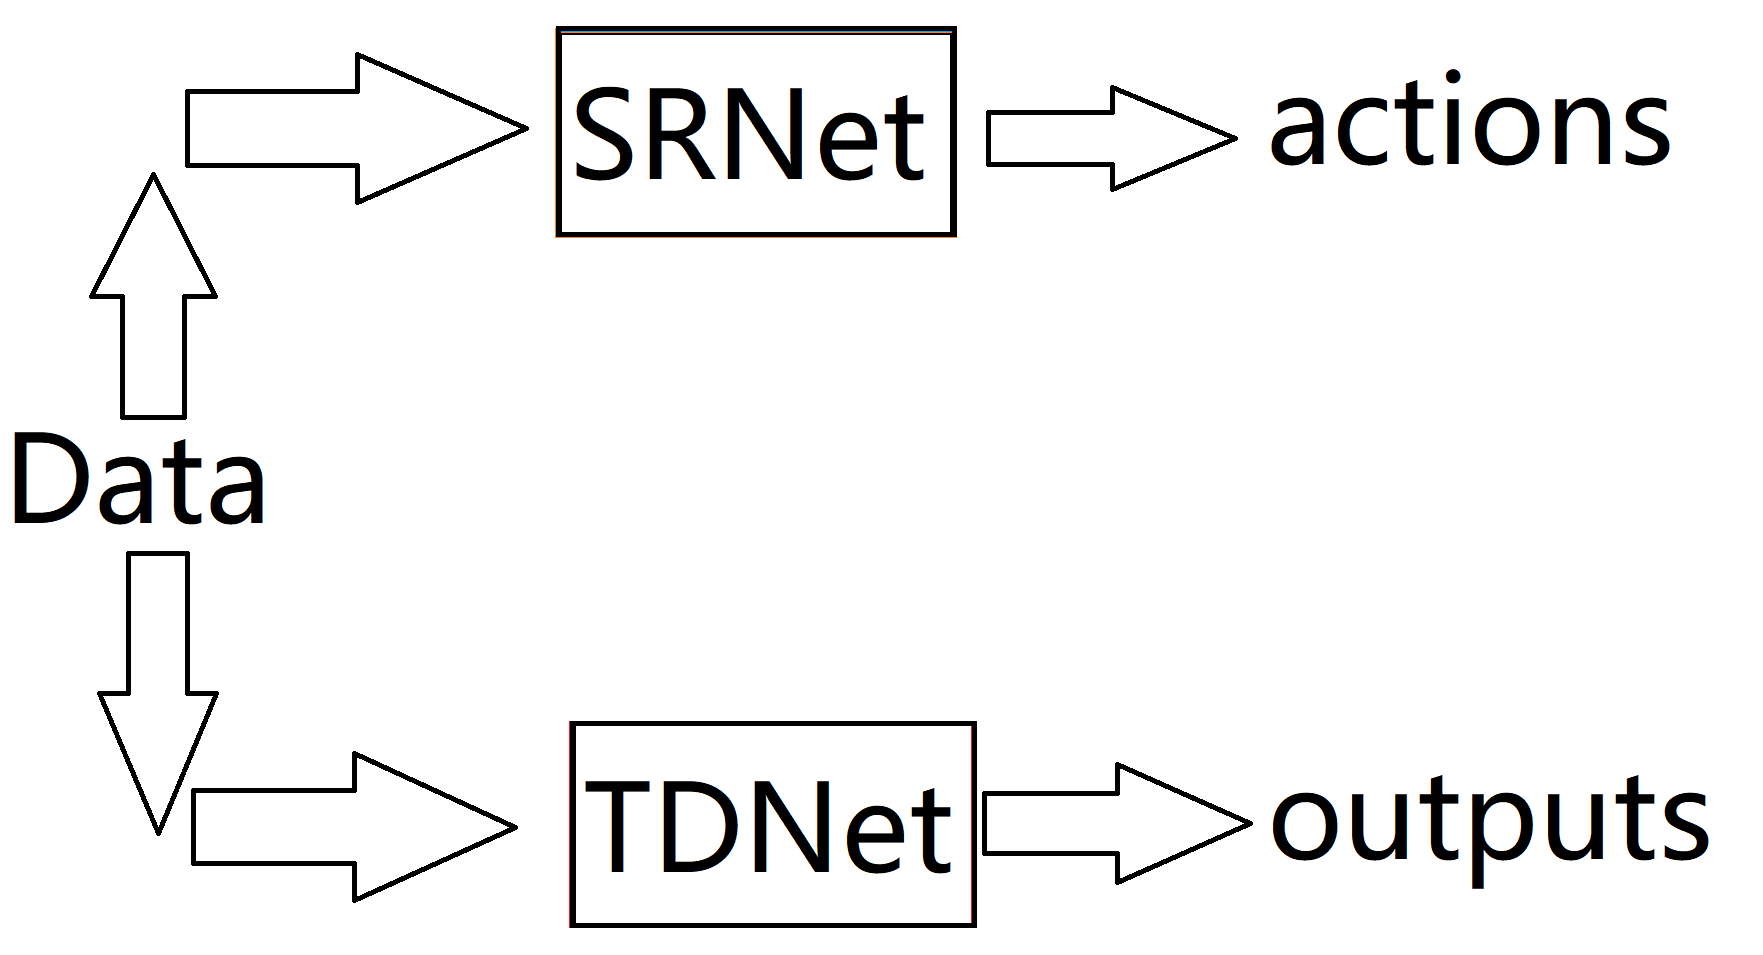 SRNet
actions
Data
TDNet
outputs